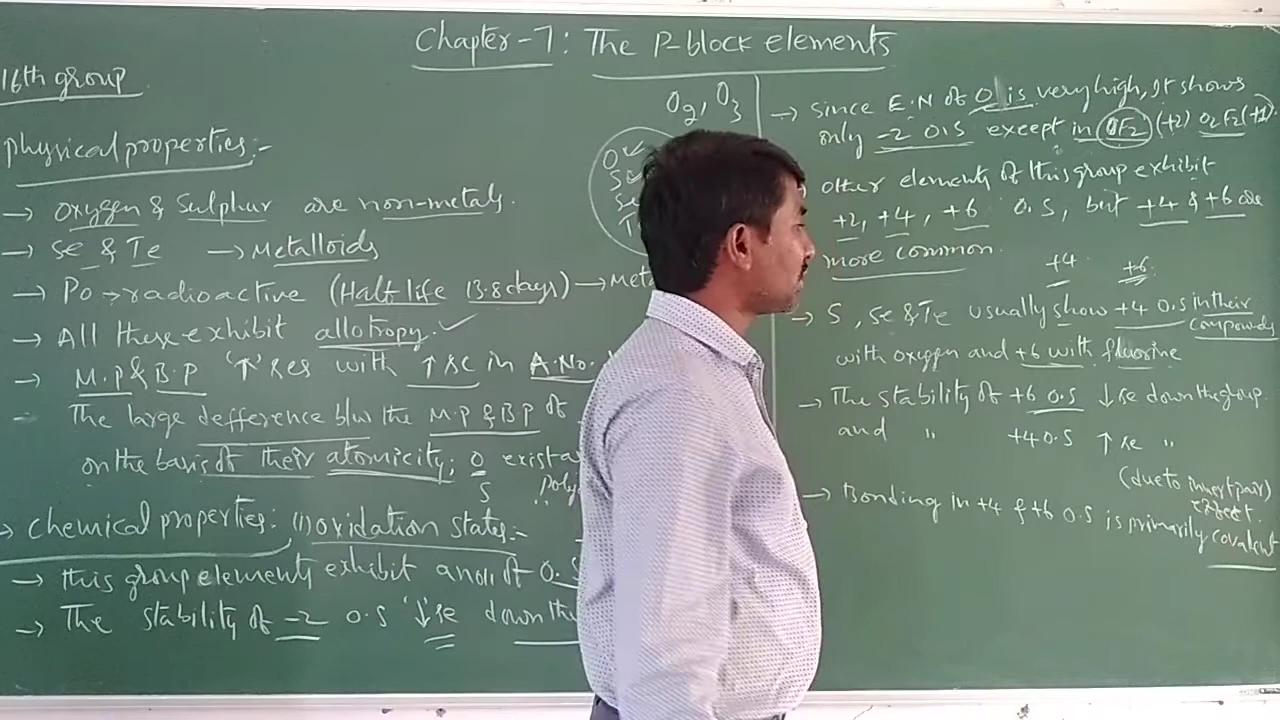 Chapter-7: The P-block elements
16th group
physical properties:-
→ Oxygen & Sulphur are non-metals.
→ Se & Te → Metalloids
→ Po → radioactive (Half life 13.8 days) → Meta
→ All these exhibit allotropy. ✓
→ M.P & B.P '↑' ses with ↑ se in A.No.
The large defference b/w the M.P & B.P of
on the basis of their atomicity; O exist a
S poly
→ chemical properties: (i) oxidation states:-
→ this group elements exhibit a no. of O.S
→ The stability of -2 O.S '↓' se down the
O2, O3
O ✓
S
Se
T
→ Since E.N of O is very high, It shows
only -2 O.S except in OF2 (+2) O2F2 (+1).
other elements of this group exhibit
+2, +4, +6 O.S, but +4 & +6 are
more common.
+4 +6
→ S, Se & Te usually show +4 O.S in their
compounds
with oxygen and +6 with fluorine
→ The stability of +6 O.S ↓ se down the group.
and " +4 O.S ↑ se "
(due to inert pair)
effect.
→ Bonding in +4 & +6 O.S is primarily covalent